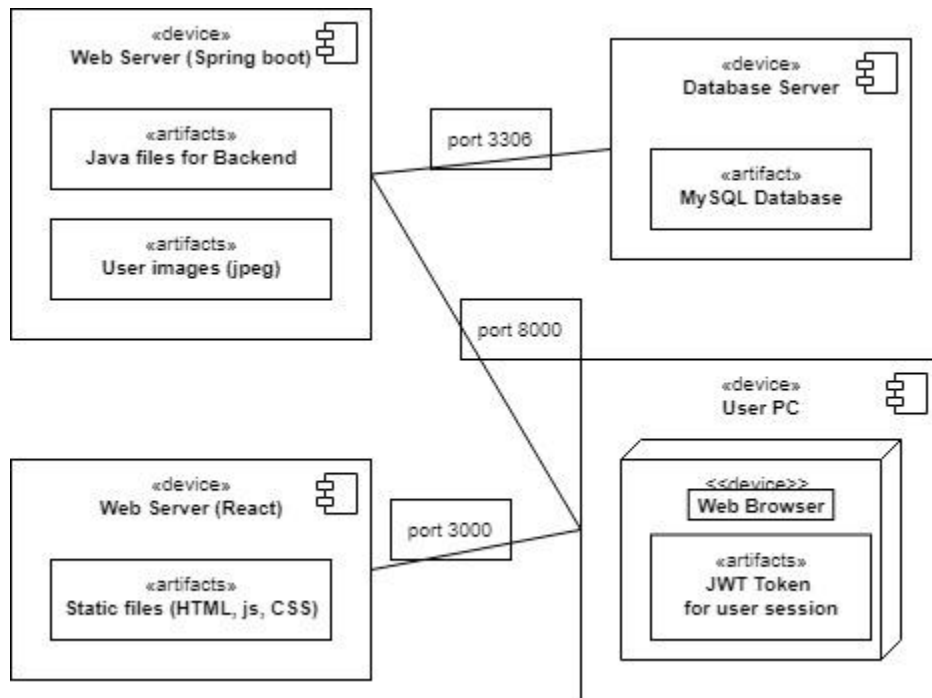 «device»
Web Server (Spring boot)
«artifacts»
Java files for Backend
«artifacts»
User images (jpeg)
port 3306
«device»
Database Server
«artifact»
MySQL Database
port 8000
«device»
User PC
<<device>>
Web Browser
«artifacts»
JWT Token
for user session
«device»
Web Server (React)
«artifacts»
Static files (HTML, js, CSS)
port 3000